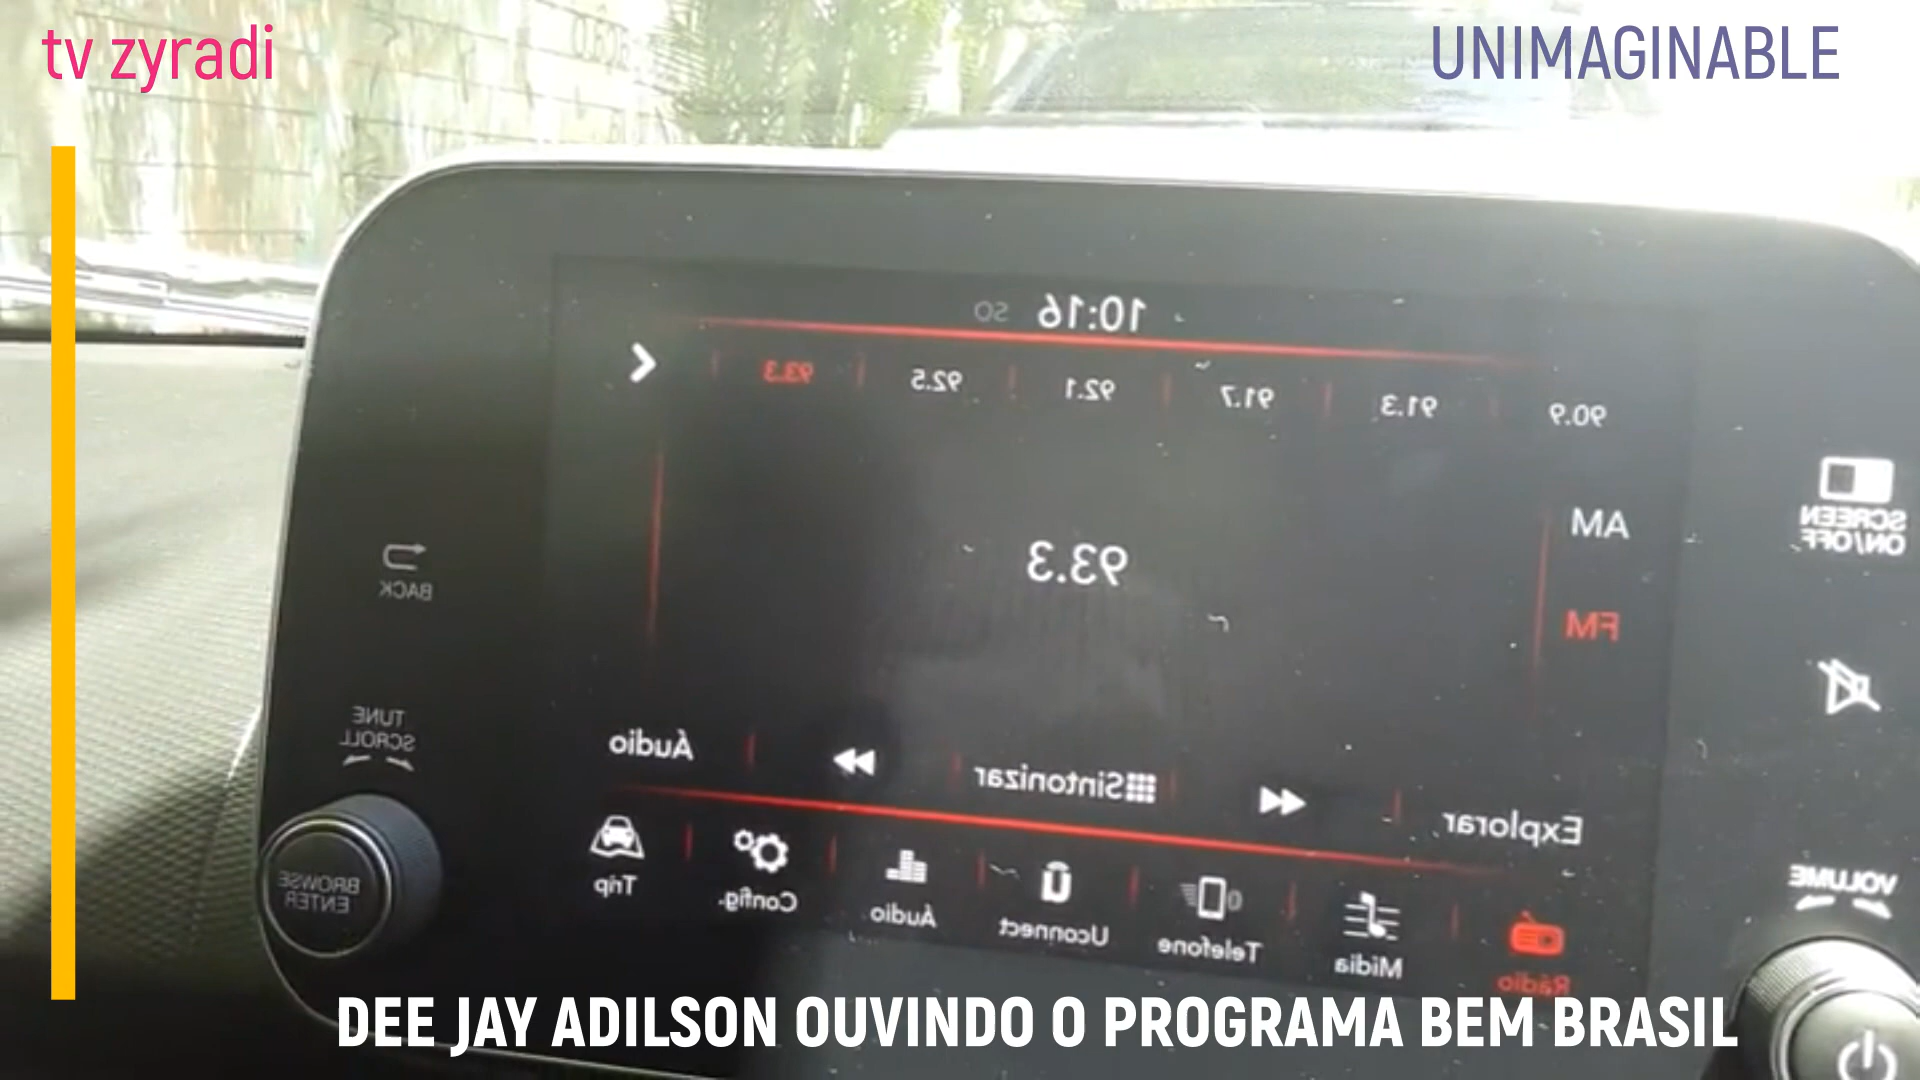 tv zyradi
UNIMAGINABLE
10:16 SO
90.9 91.3 91.7 92.1 92.5 93.3
SCREEN
ON/OFF
AM
93.3
BACK
FM
TUNE
SCROLL
Explorar Sintonizar Áudio
VOLUME
Rádio Mídia Telefone Uconnect Áudio Config. Trip
BROWSE
ENTER
DEE JAY ADILSON OUVINDO O PROGRAMA BEM BRASIL